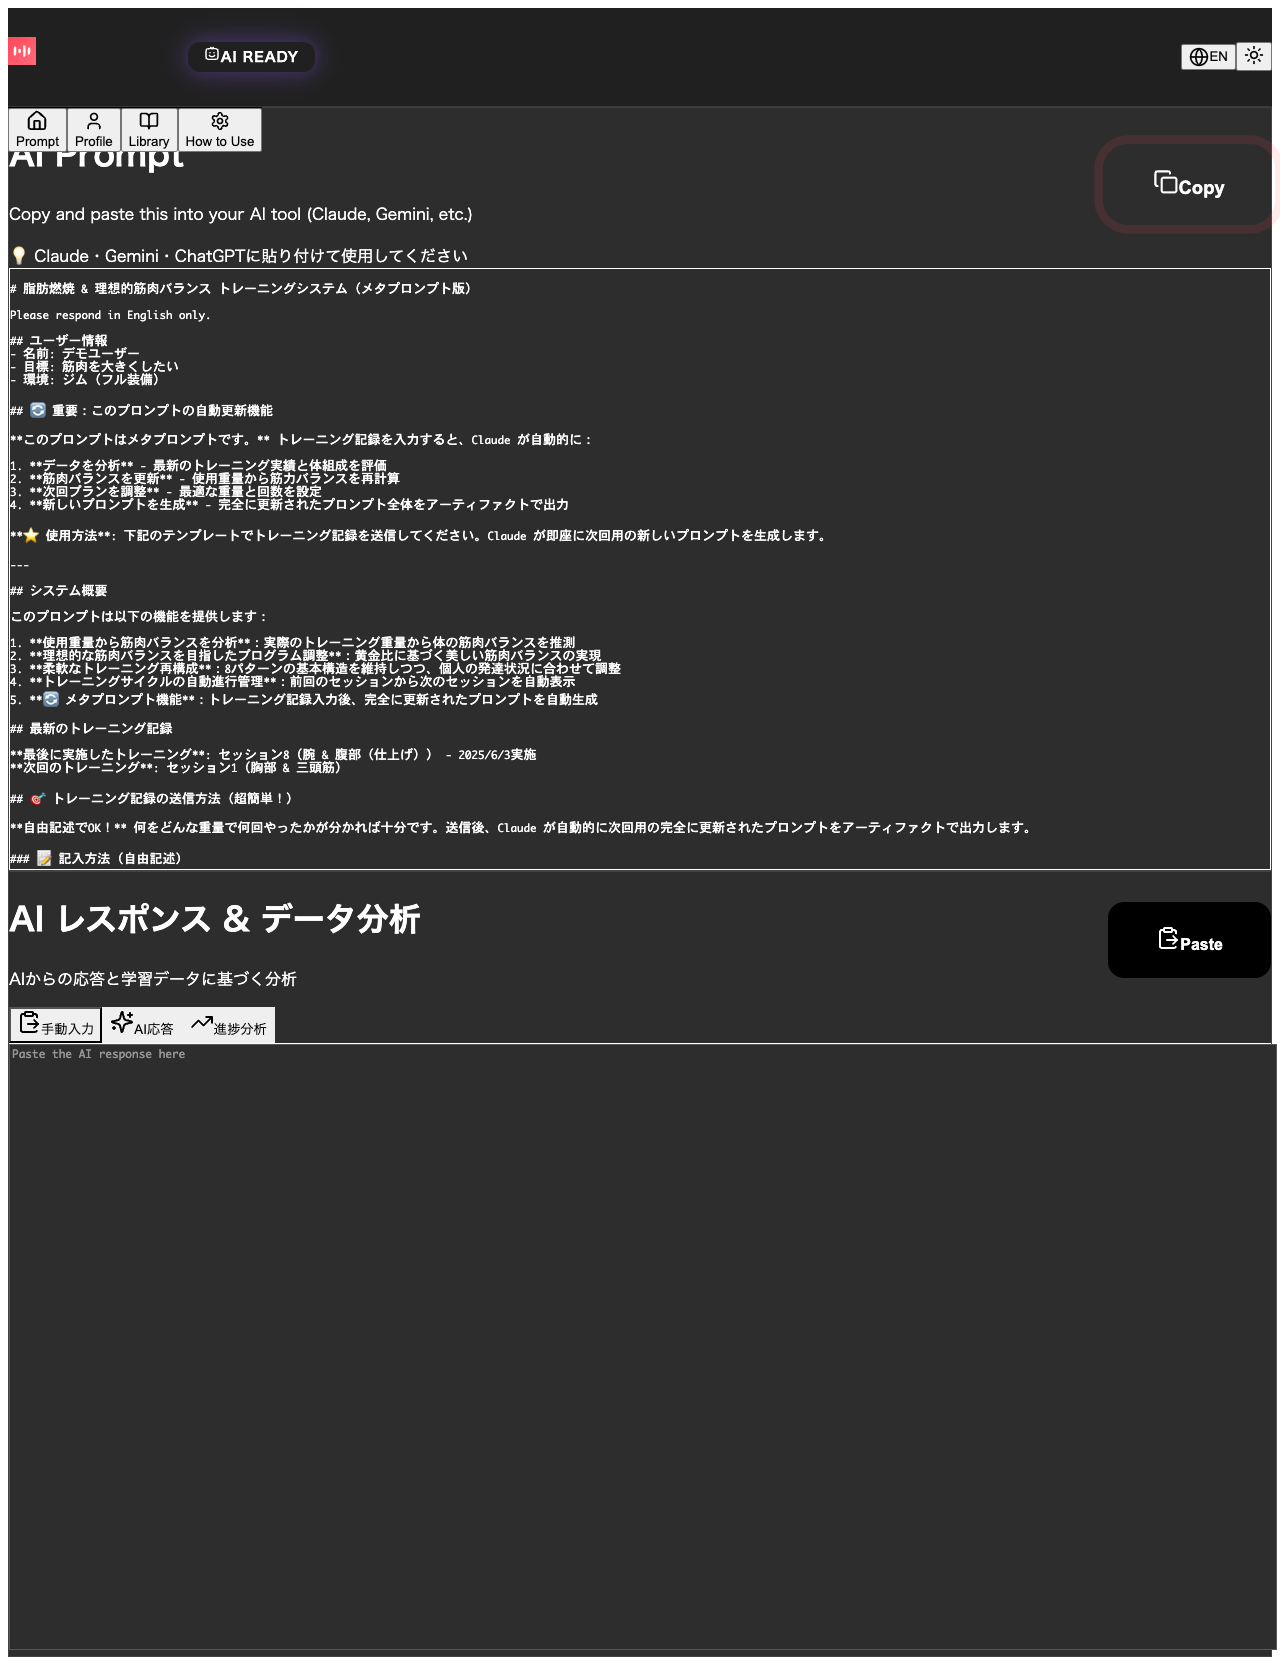 AI READY
EN
Prompt
Profile
Library
How to Use
AI Prompt
Copy
Copy and paste this into your AI tool (Claude, Gemini, etc.)
💡 Claude・Gemini・ChatGPTに貼り付けて使用してください
# 脂肪燃焼 & 理想的筋肉バランス トレーニングシステム（メタプロンプト版）
Please respond in English only.
## ユーザー情報
- 名前: デモユーザー
- 目標: 筋肉を大きくしたい
- 環境: ジム（フル装備）
## 🔄 重要：このプロンプトの自動更新機能
**このプロンプトはメタプロンプトです。** トレーニング記録を入力すると、Claude が自動的に：
1. **データを分析** - 最新のトレーニング実績と体組成を評価
2. **筋肉バランスを更新** - 使用重量から筋力バランスを再計算
3. **次回プランを調整** - 最適な重量と回数を設定
4. **新しいプロンプトを生成** - 完全に更新されたプロンプト全体をアーティファクトで出力
**⭐ 使用方法**: 下記のテンプレートでトレーニング記録を送信してください。Claude が即座に次回用の新しいプロンプトを生成します。
---
## システム概要
このプロンプトは以下の機能を提供します：
1. **使用重量から筋肉バランスを分析**：実際のトレーニング重量から体の筋肉バランスを推測
2. **理想的な筋肉バランスを目指したプログラム調整**：黄金比に基づく美しい筋肉バランスの実現
3. **柔軟なトレーニング再構成**：8パターンの基本構造を維持しつつ、個人の発達状況に合わせて調整
4. **トレーニングサイクルの自動進行管理**：前回のセッションから次のセッションを自動表示
5. **🔄 メタプロンプト機能**：トレーニング記録入力後、完全に更新されたプロンプトを自動生成
## 最新のトレーニング記録
**最後に実施したトレーニング**: セッション8（腕 & 腹部（仕上げ）） - 2025/6/3実施
**次回のトレーニング**: セッション1（胸部 & 三頭筋）
## 🎯 トレーニング記録の送信方法（超簡単！）
**自由記述でOK！** 何をどんな重量で何回やったかが分かれば十分です。送信後、Claude が自動的に次回用の完全に更新されたプロンプトをアーティファクトで出力します。
### 📝 記入方法（自由記述）
AI レスポンス & データ分析
Paste
AIからの応答と学習データに基づく分析
手動入力
AI応答
進捗分析
Paste the AI response here